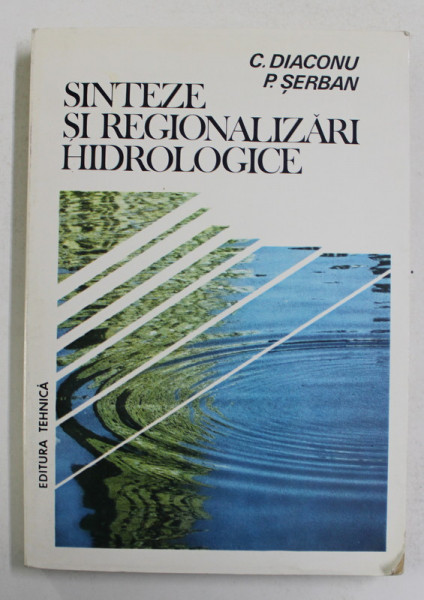 C. DIACONU
P. ȘERBAN
SINTEZE
ȘI REGIONALIZĂRI
HIDROLOGICE
EDITURA TEHNICĂ